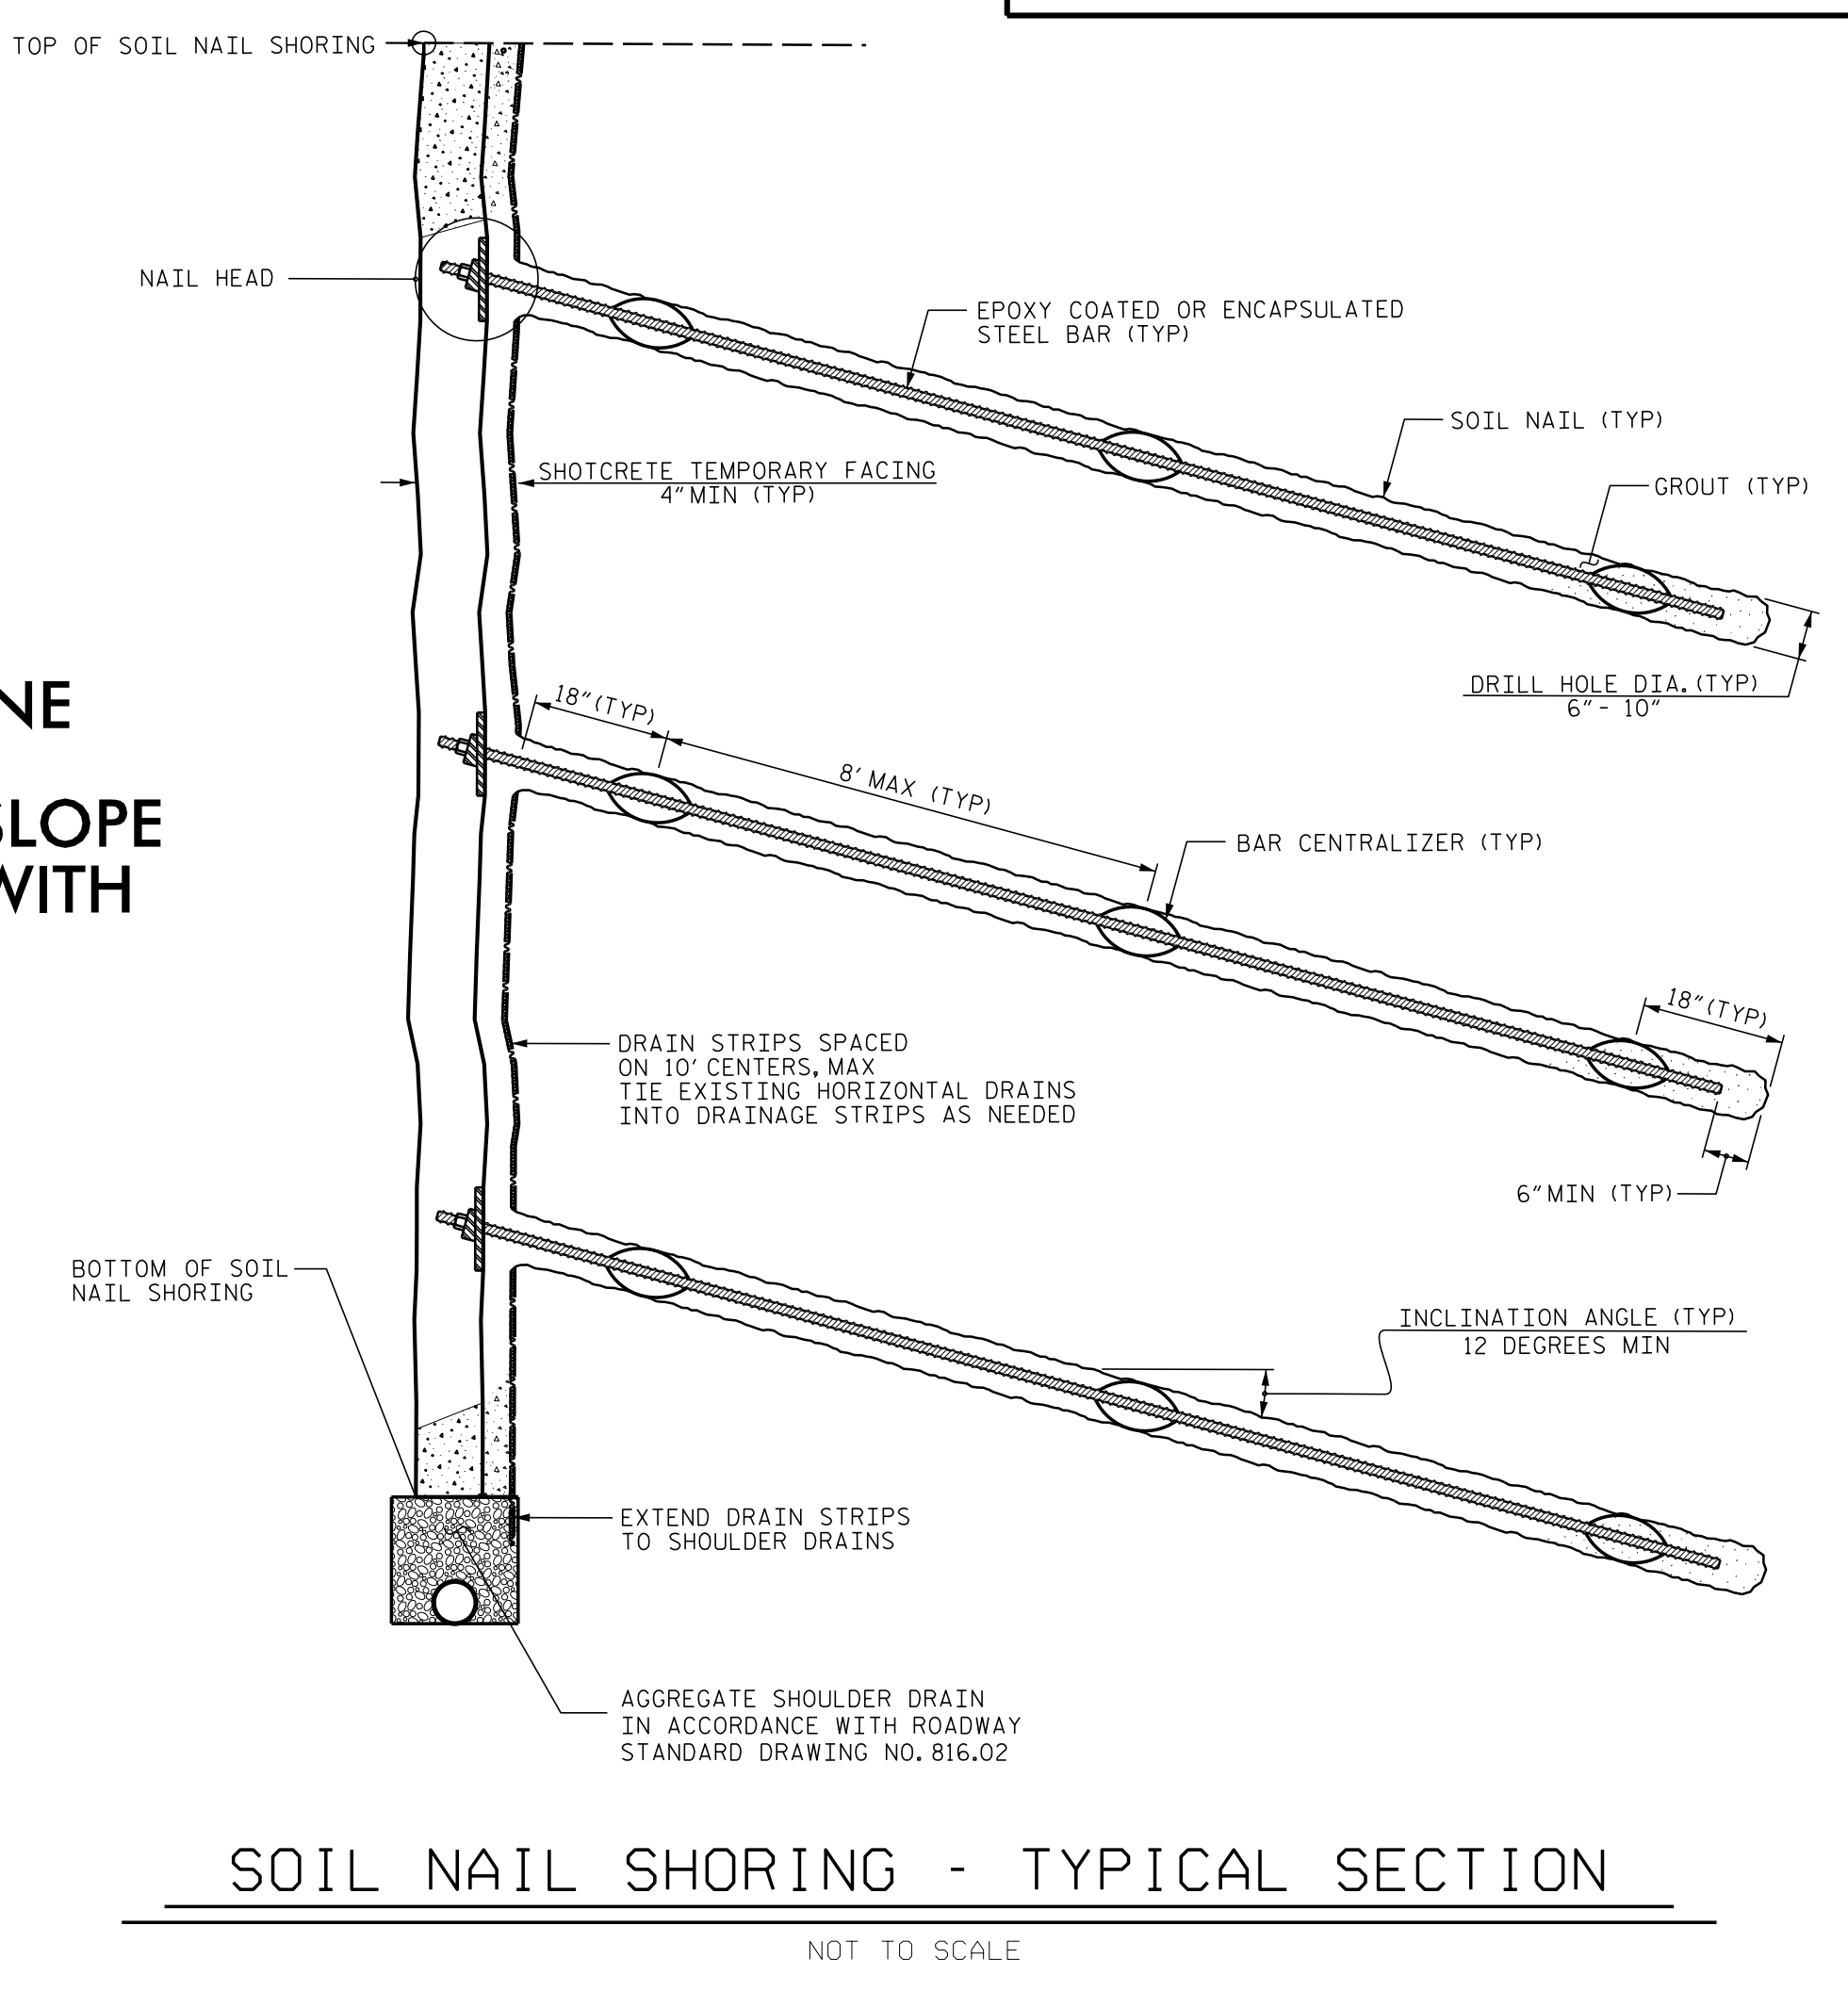 TOP OF SOIL NAIL SHORING
NAIL HEAD
EPOXY COATED OR ENCAPSULATED
STEEL BAR (TYP)
SOIL NAIL (TYP)
GROUT (TYP)
SHOTCRETE TEMPORARY FACING
4" MIN (TYP)
DRILL HOLE DIA. (TYP)
6" - 10"
NE
SLOPE
WITH
18" (TYP)
8' MAX (TYP)
BAR CENTRALIZER (TYP)
18" (TYP)
DRAIN STRIPS SPACED
ON 10' CENTERS, MAX
TIE EXISTING HORIZONTAL DRAINS
INTO DRAINAGE STRIPS AS NEEDED
6" MIN (TYP)
BOTTOM OF SOIL
NAIL SHORING
INCLINATION ANGLE (TYP)
12 DEGREES MIN
EXTEND DRAIN STRIPS
TO SHOULDER DRAINS
AGGREGATE SHOULDER DRAIN
IN ACCORDANCE WITH ROADWAY
STANDARD DRAWING NO. 816.02
SOIL NAIL SHORING - TYPICAL SECTION
NOT TO SCALE